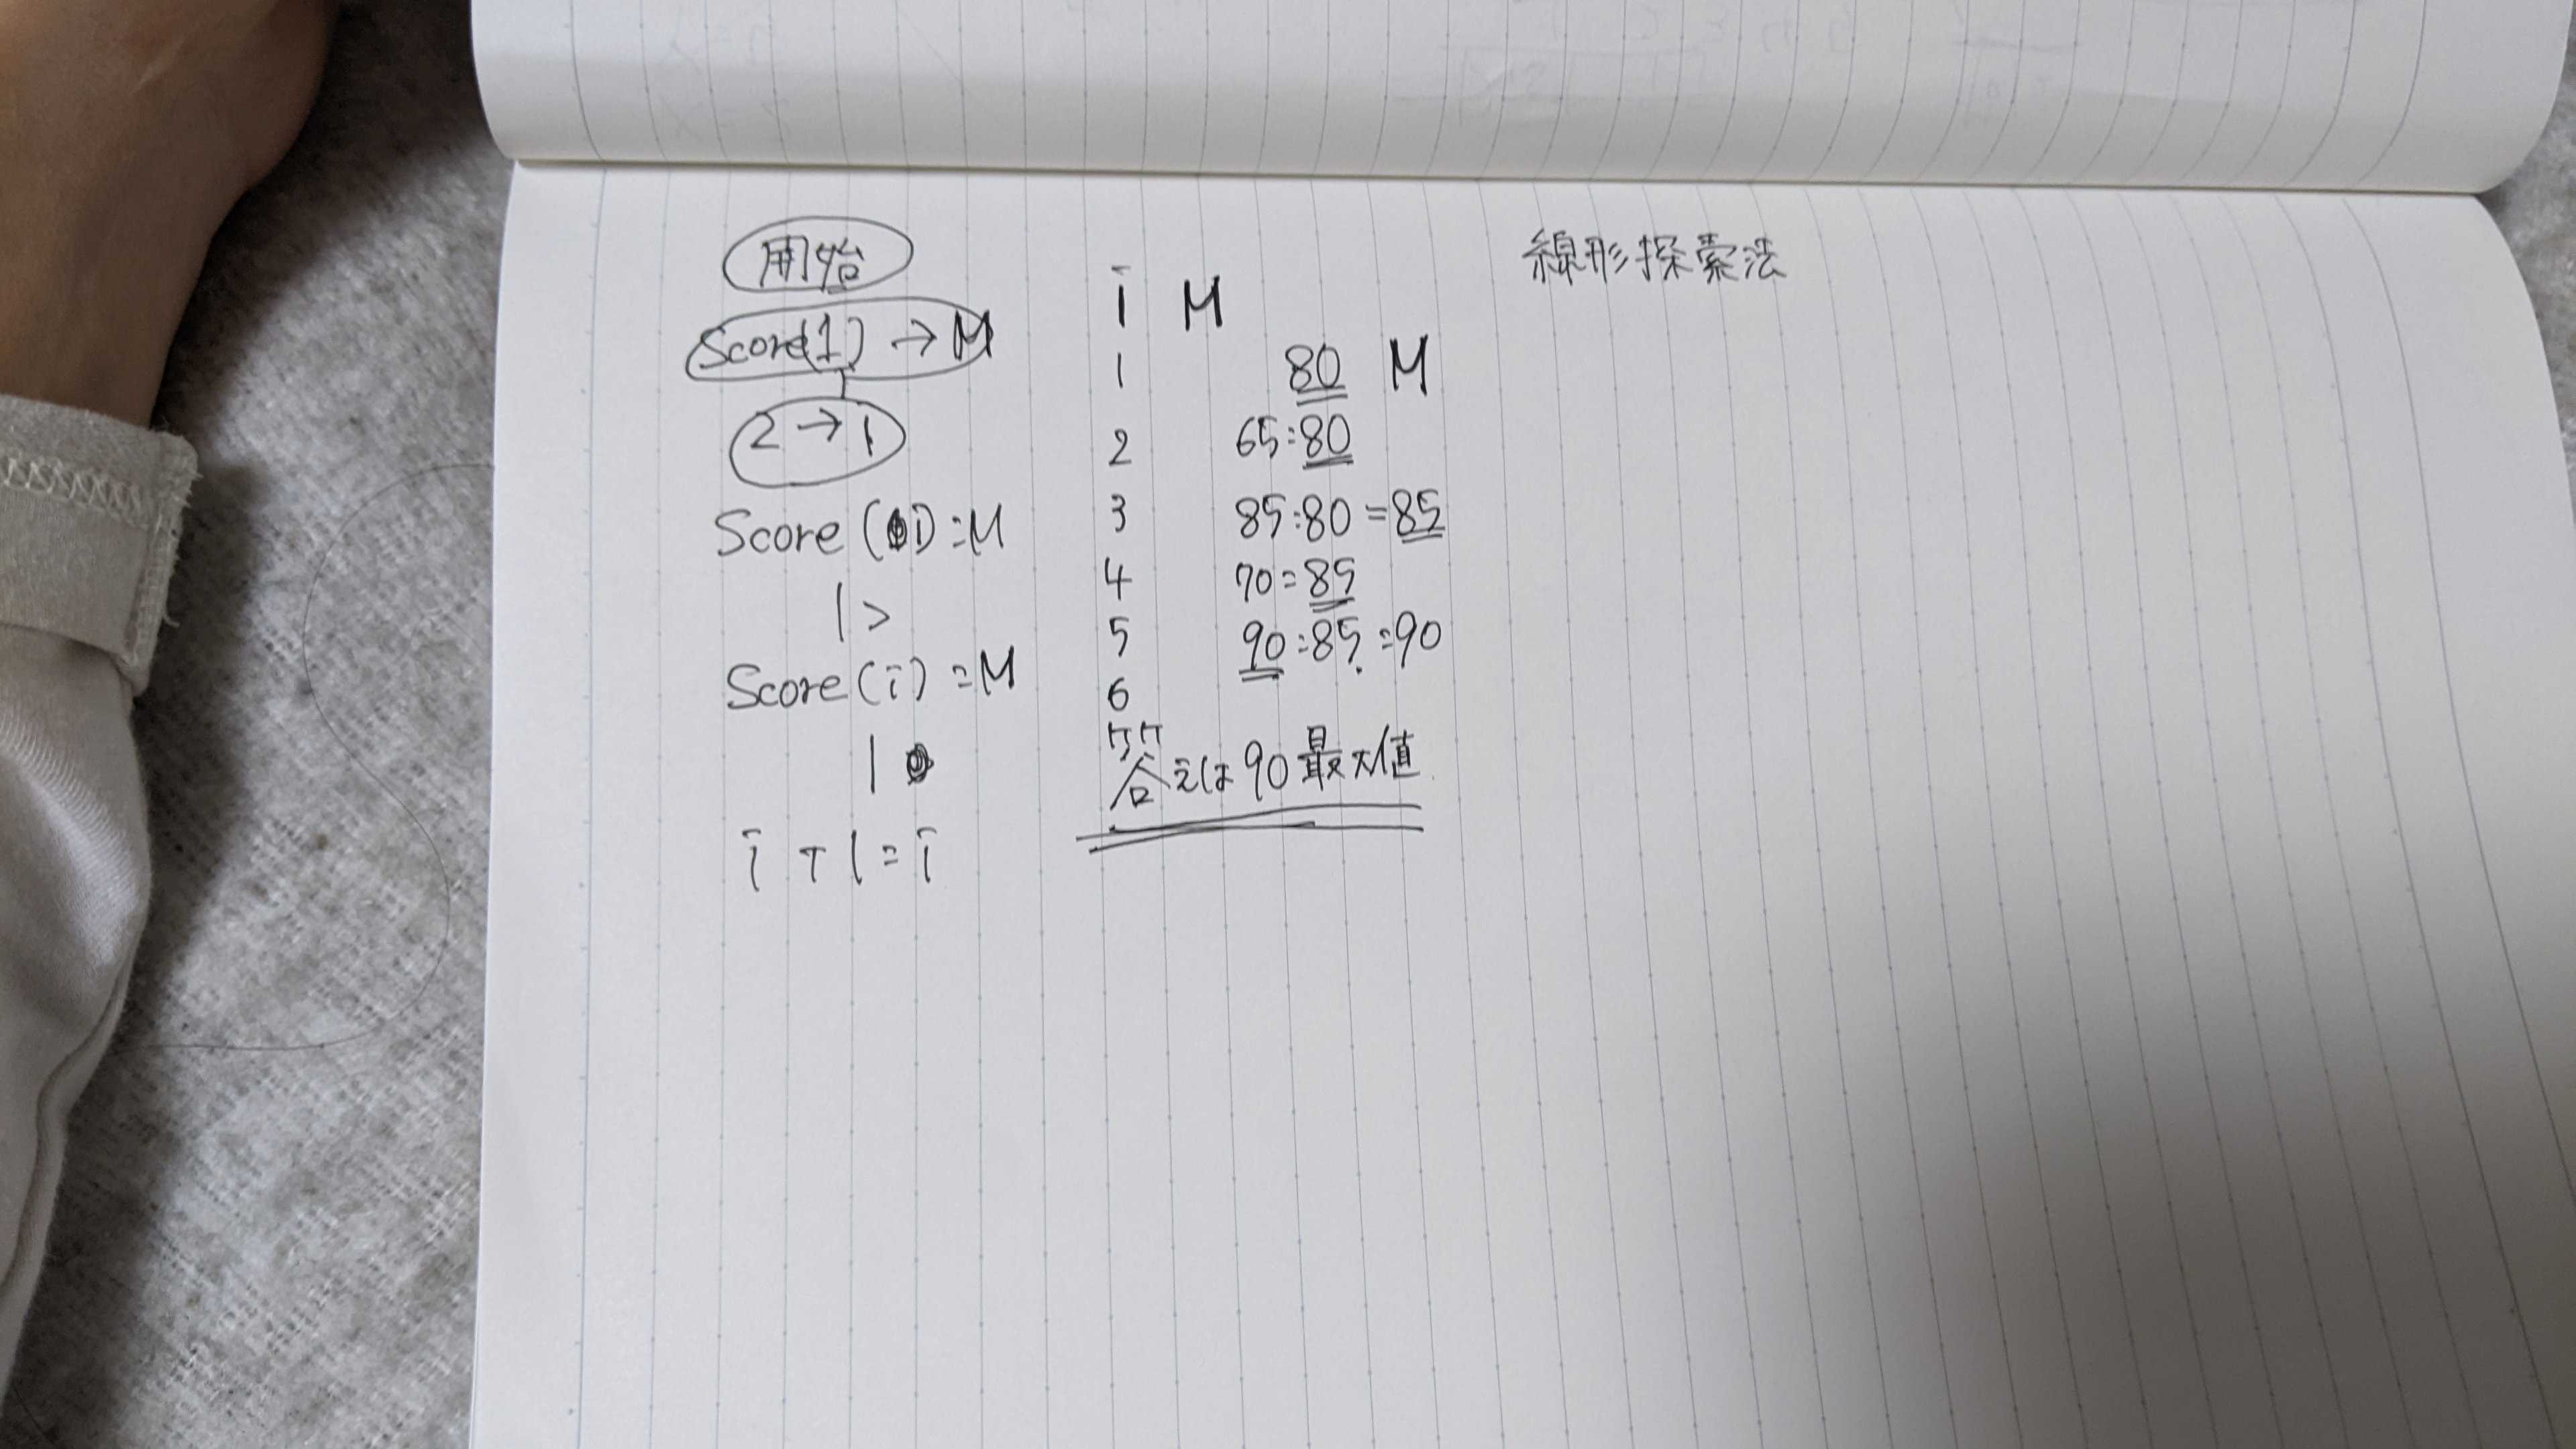 開始
Score(1) → M
2 → i
Score (i) : M
>
Score(i) = M
i + 1 = i
i M
1 80 M
2 65:80
3 85:80 = 85
4 70:85
5 90:85 = 90
6
答えは90最大値
線形探索法